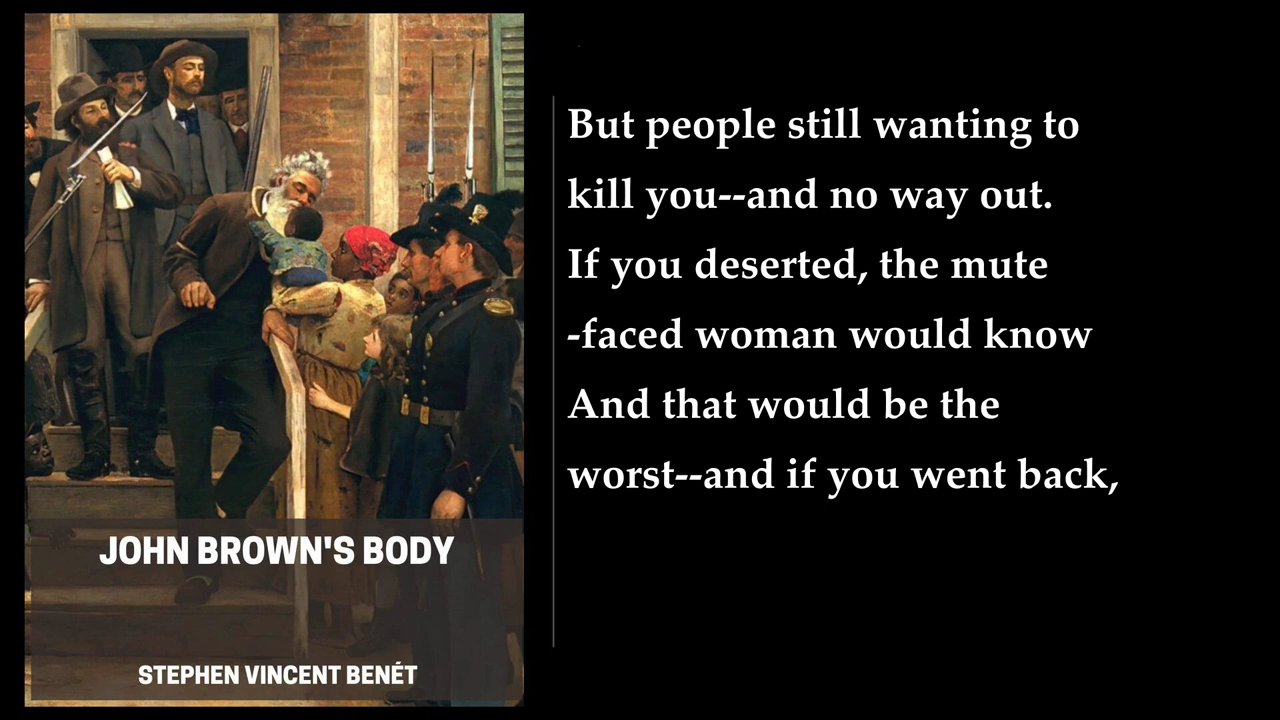 JOHN BROWN'S BODY
STEPHEN VINCENT BENÉT
But people still wanting to
kill you--and no way out.
If you deserted, the mute
-faced woman would know
And that would be the
worst--and if you went back,